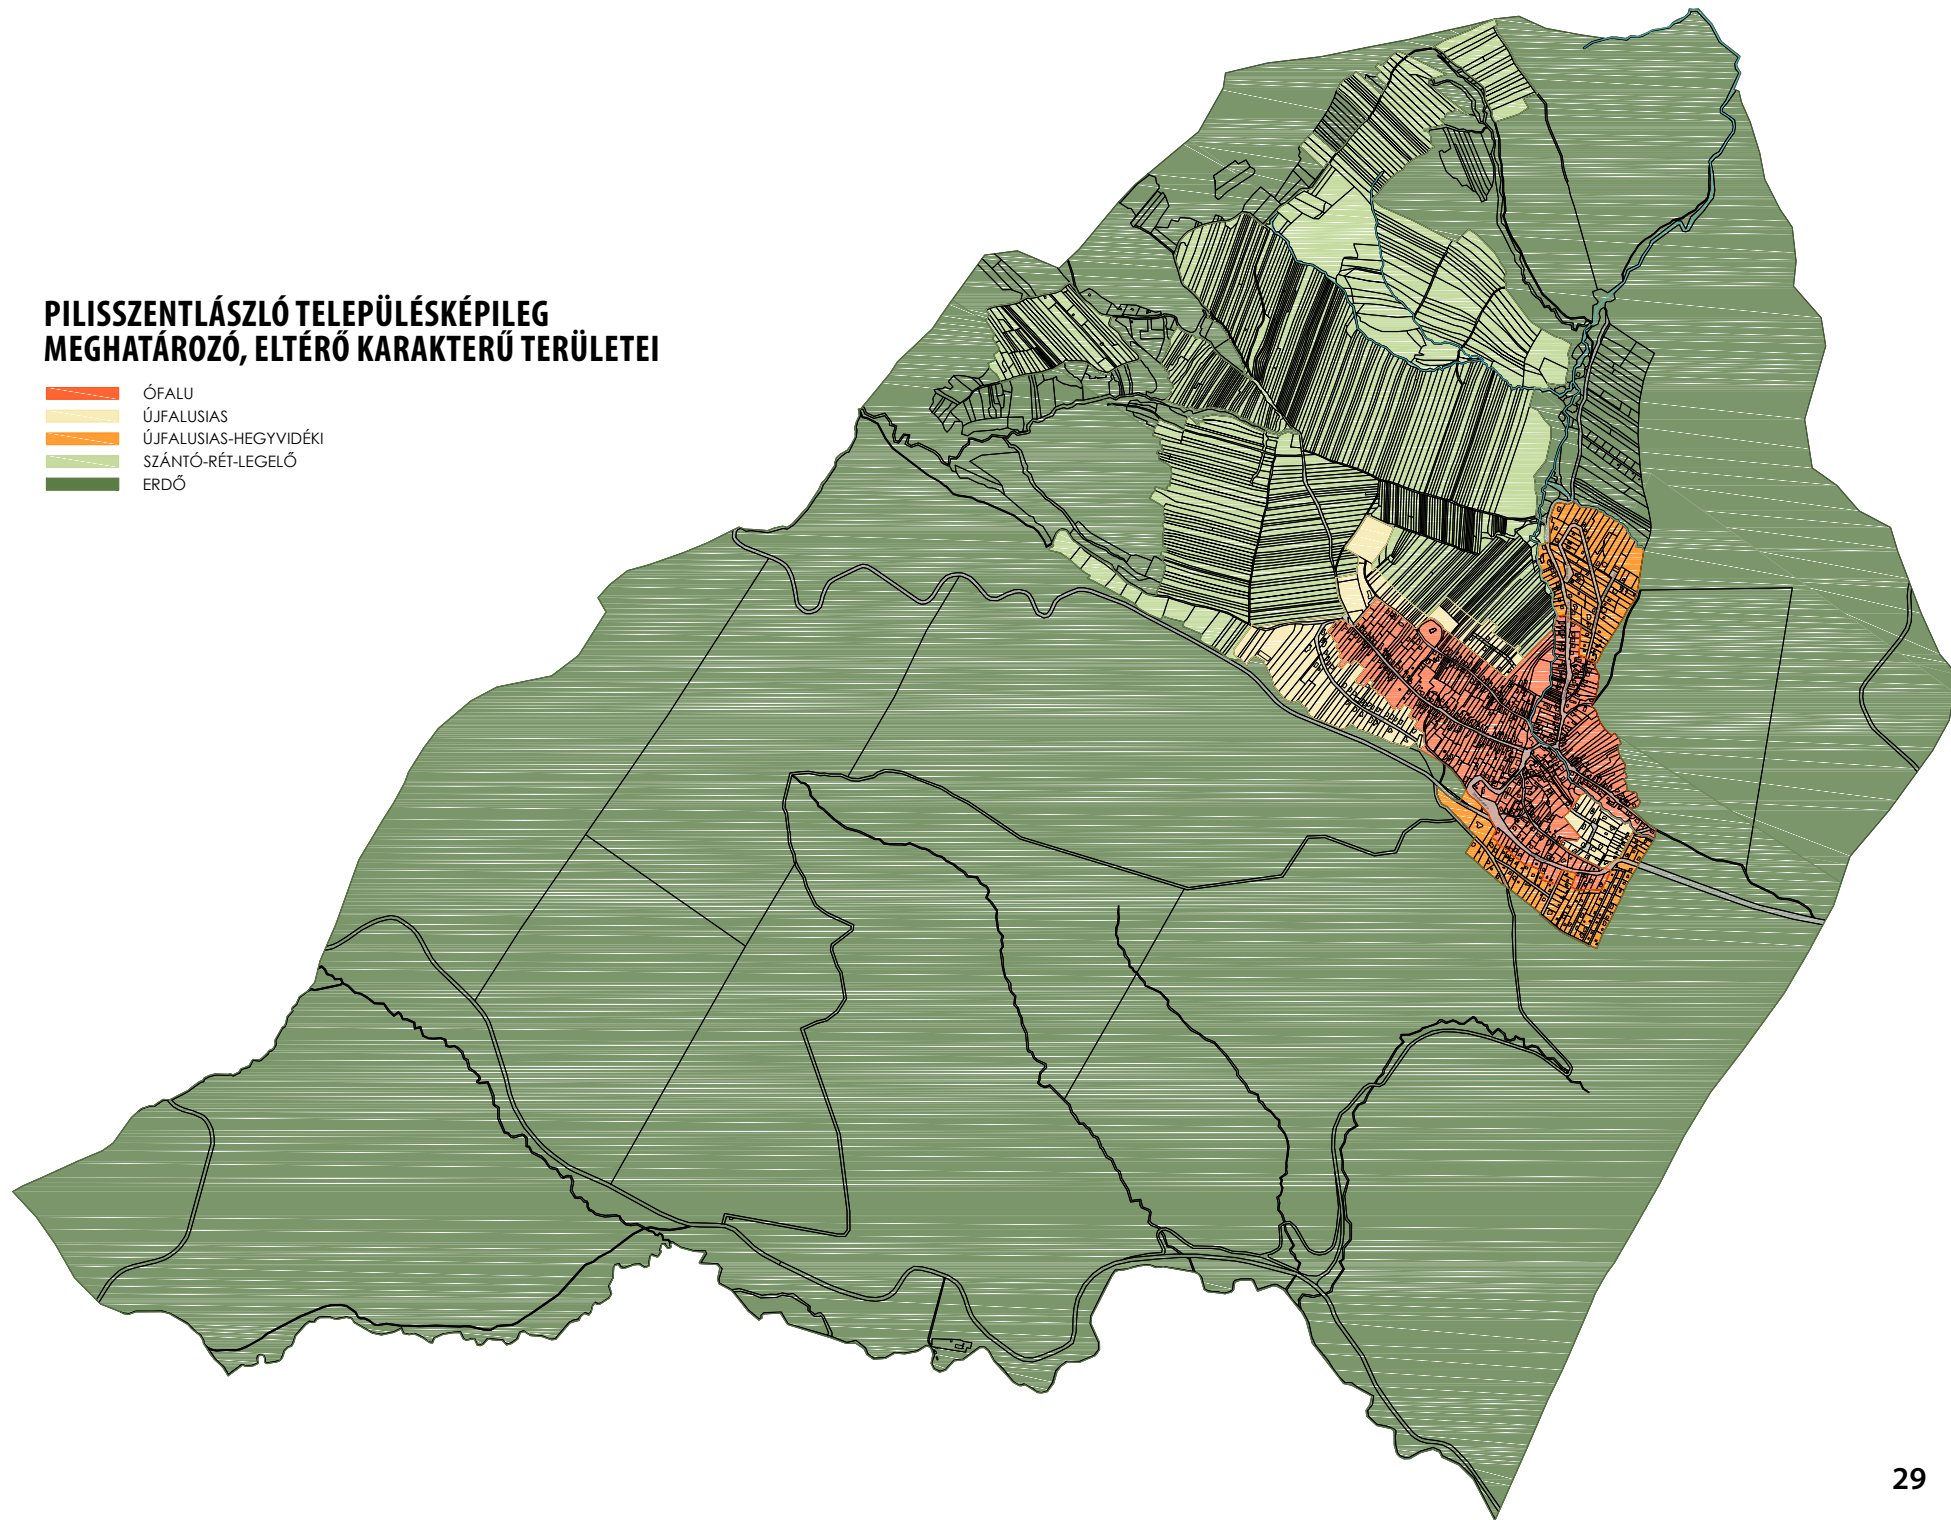 PILISSZENTLÁSZLÓ TELEPÜLÉSKÉPILEG
MEGHATÁROZÓ, ELTÉRŐ KARAKTERŰ TERÜLETEI
ÓFALU
ÚJFALUSIAS
ÚJFALUSIAS-HEGYVIDÉKI
SZÁNTÓ-RÉT-LEGELŐ
ERDŐ
29